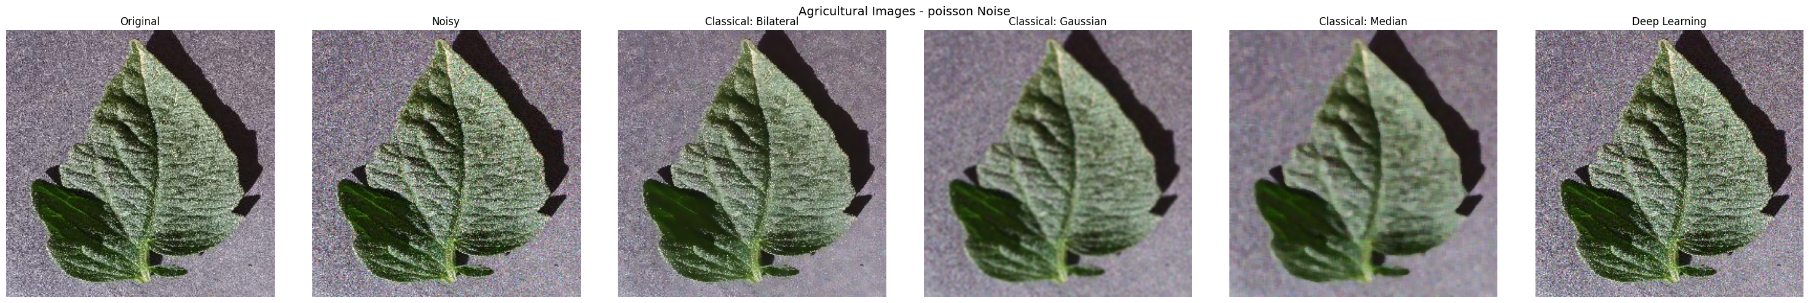 Agricultural Images - poisson Noise
Original
Noisy
Classical: Bilateral
Classical: Gaussian
Classical: Median
Deep Learning